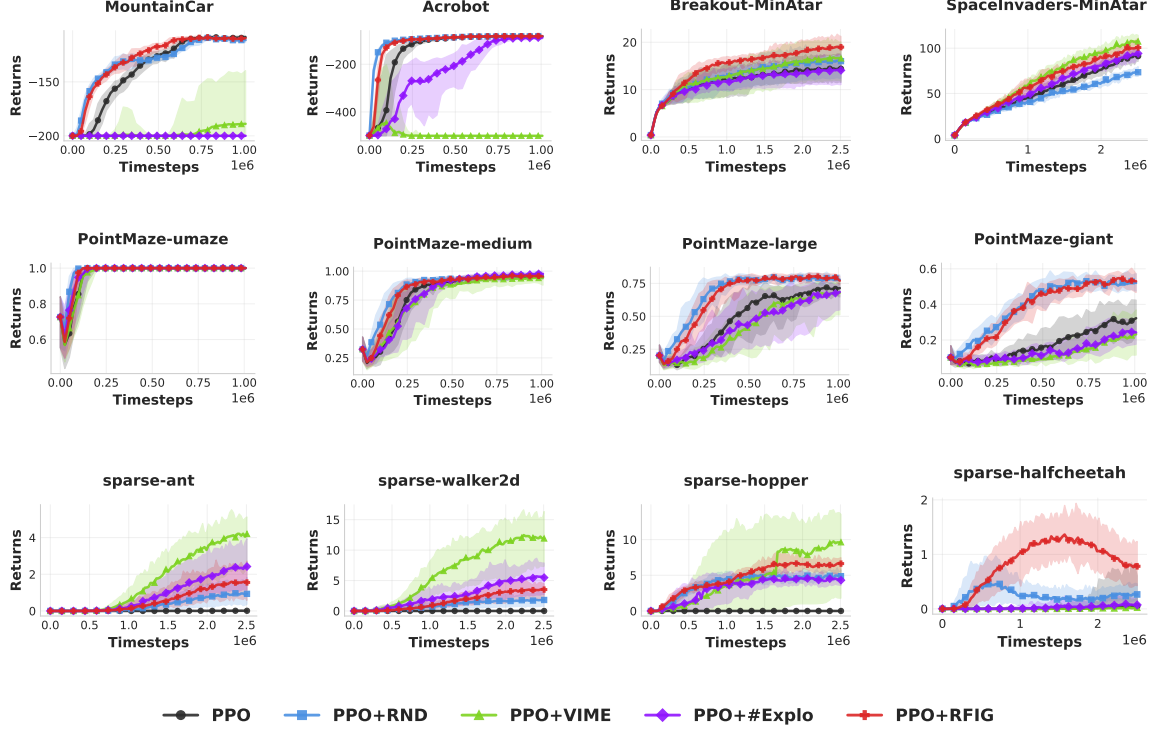 MountainCar
Returns
−150
−200
0.00 0.25 0.50 0.75 1.00
Timesteps
1e6
Acrobot
Returns
−200
−400
0.00 0.25 0.50 0.75 1.00
Timesteps
1e6
Breakout-MinAtar
Returns
20
10
0
0.0 0.5 1.0 1.5 2.0 2.5
Timesteps
1e6
SpaceInvaders-MinAtar
Returns
100
50
0
0 1 2
Timesteps
1e6
PointMaze-umaze
Returns
1.0
0.8
0.6
0.00 0.25 0.50 0.75 1.00
Timesteps
1e6
PointMaze-medium
Returns
1.00
0.75
0.50
0.25
0.00 0.25 0.50 0.75 1.00
Timesteps
1e6
PointMaze-large
Returns
0.75
0.50
0.25
0.00 0.25 0.50 0.75 1.00
Timesteps
1e6
PointMaze-giant
Returns
0.6
0.4
0.2
0.00 0.25 0.50 0.75 1.00
Timesteps
1e6
sparse-ant
Returns
4
2
0
0.0 0.5 1.0 1.5 2.0 2.5
Timesteps
1e6
sparse-walker2d
Returns
15
10
5
0
0.0 0.5 1.0 1.5 2.0 2.5
Timesteps
1e6
sparse-hopper
Returns
10
5
0
0.0 0.5 1.0 1.5 2.0 2.5
Timesteps
1e6
sparse-halfcheetah
Returns
2
1
0
0 1 2
Timesteps
1e6
PPO PPO+RND PPO+VIME PPO+#Explo PPO+RFIG